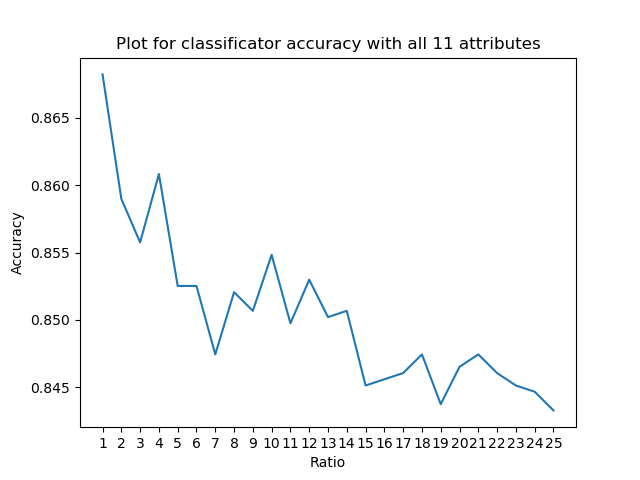 Plot for classificator accuracy with all 11 attributes
0.865
0.860
0.855
0.850
0.845
Accuracy
1 2 3 4 5 6 7 8 9 10 11 12 13 14 15 16 17 18 19 20 21 22 23 24 25
Ratio